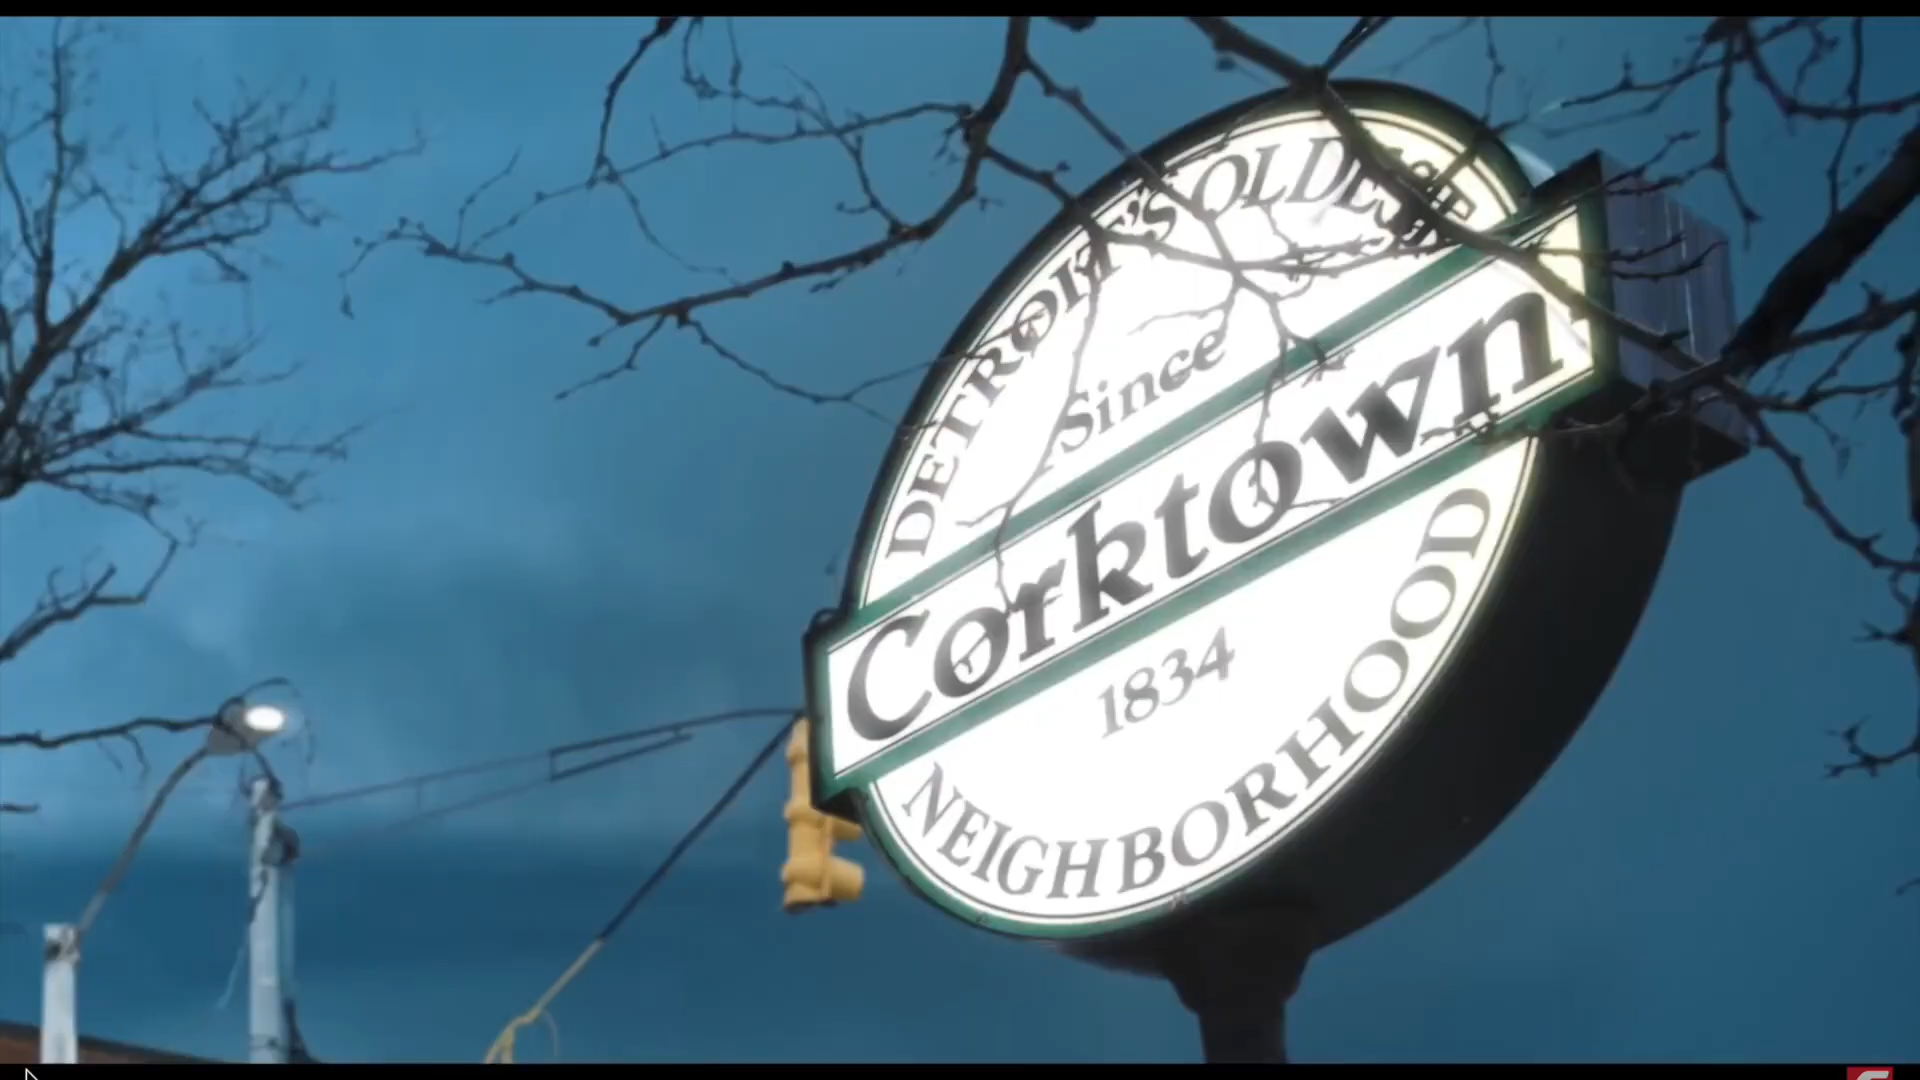 DETROIT'S OLDEST
Since
Corktown
1834
NEIGHBORHOOD